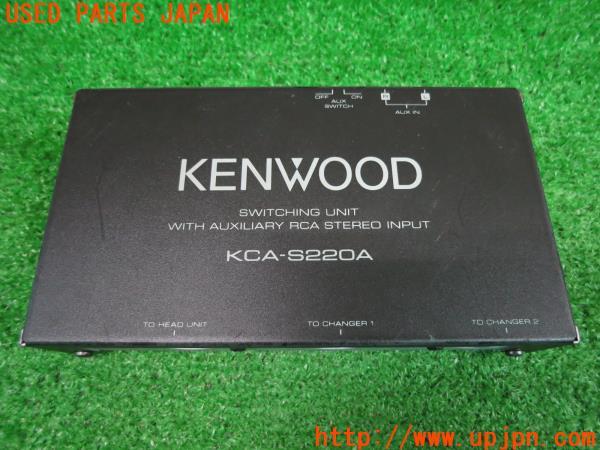 USED PARTS JAPAN
OFF ON
AUX
SWITCH
R L
AUX IN
KENWOOD
SWITCHING UNIT
WITH AUXILIARY RCA STEREO INPUT
KCA-S220A
TO HEAD UNIT TO CHANGER 1 TO CHANGER 2
http://www.upjpn.com